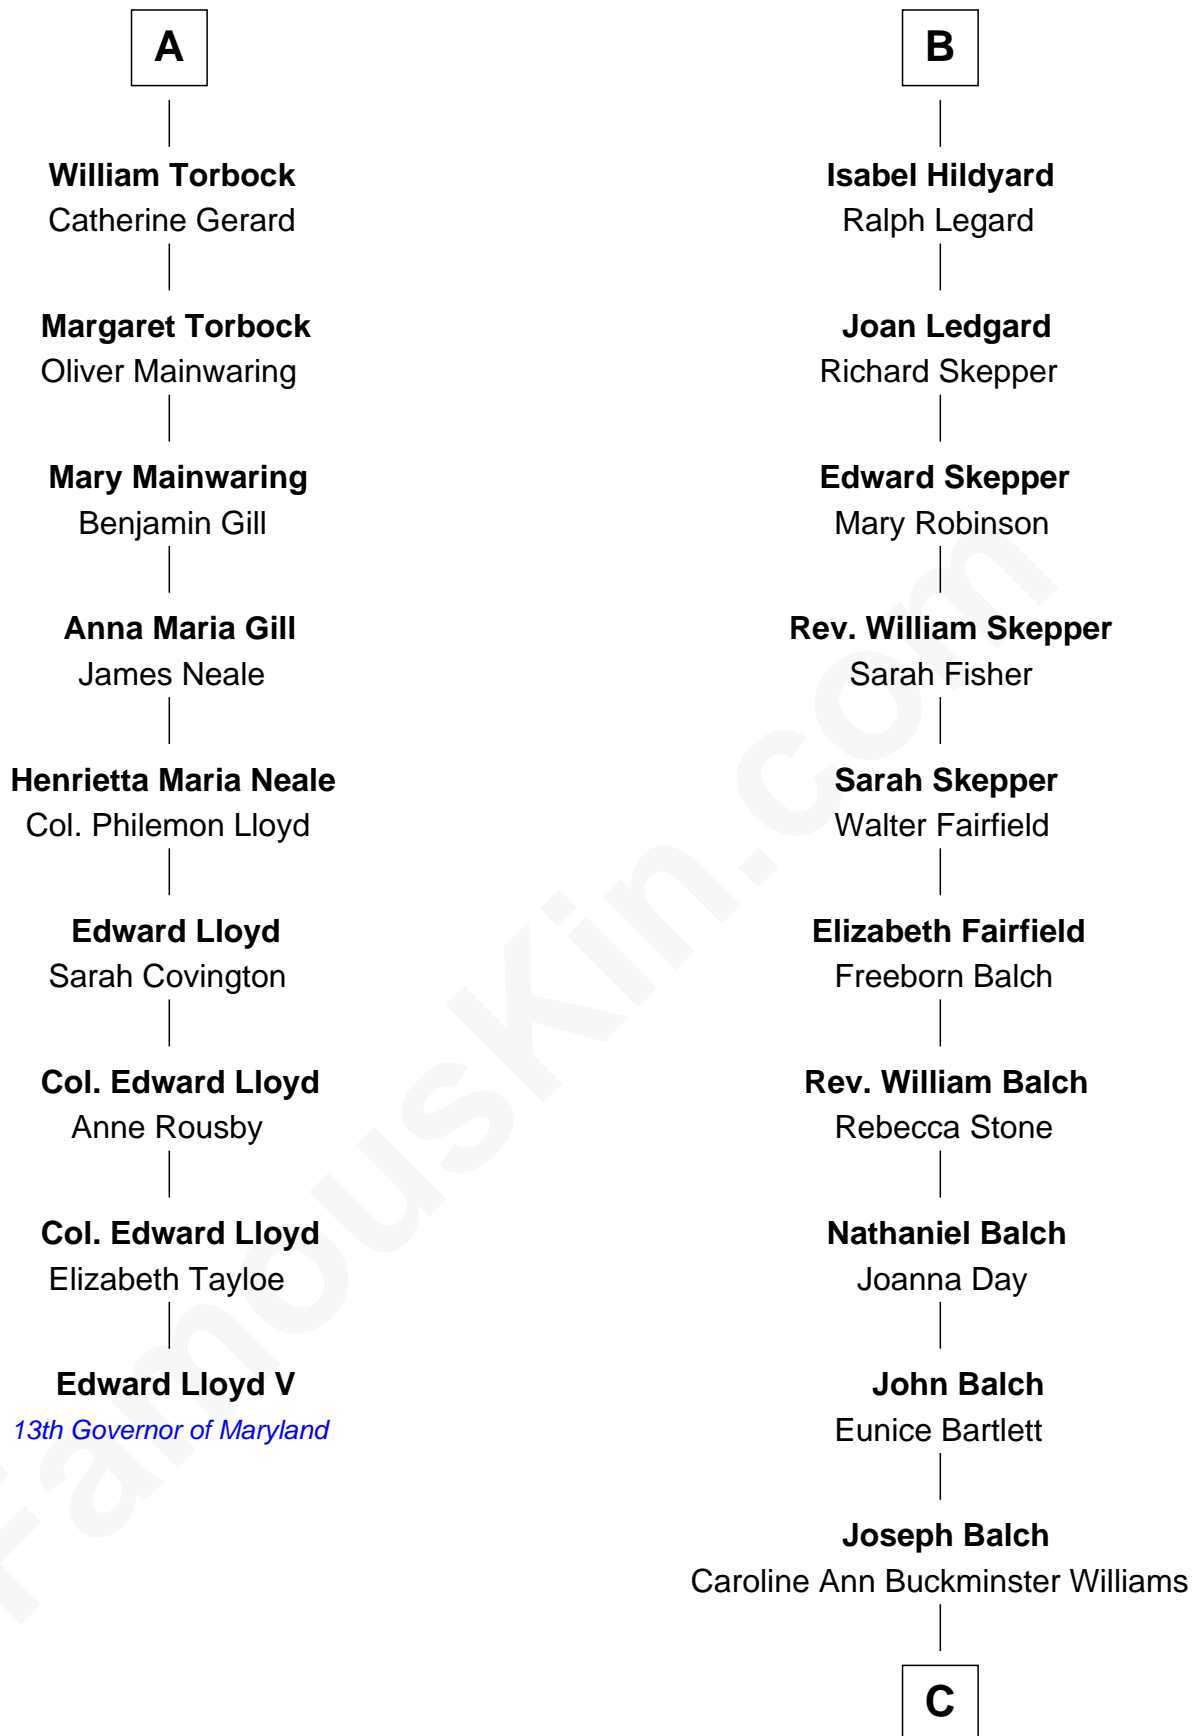 A
William Torbock
Catherine Gerard
Margaret Torbock
Oliver Mainwaring
Mary Mainwaring
Benjamin Gill
Anna Maria Gill
James Neale
Henrietta Maria Neale
Col. Philemon Lloyd
Edward Lloyd
Sarah Covington
Col. Edward Lloyd
Anne Rousby
Col. Edward Lloyd
Elizabeth Tayloe
Edward Lloyd V
13th Governor of Maryland
B
Isabel Hildyard
Ralph Legard
Joan Ledgard
Richard Skepper
Edward Skepper
Mary Robinson
Rev. William Skepper
Sarah Fisher
Sarah Skepper
Walter Fairfield
Elizabeth Fairfield
Freeborn Balch
Rev. William Balch
Rebecca Stone
Nathaniel Balch
Joanna Day
John Balch
Eunice Bartlett
Joseph Balch
Caroline Ann Buckminster Williams
C
FamousKin.com